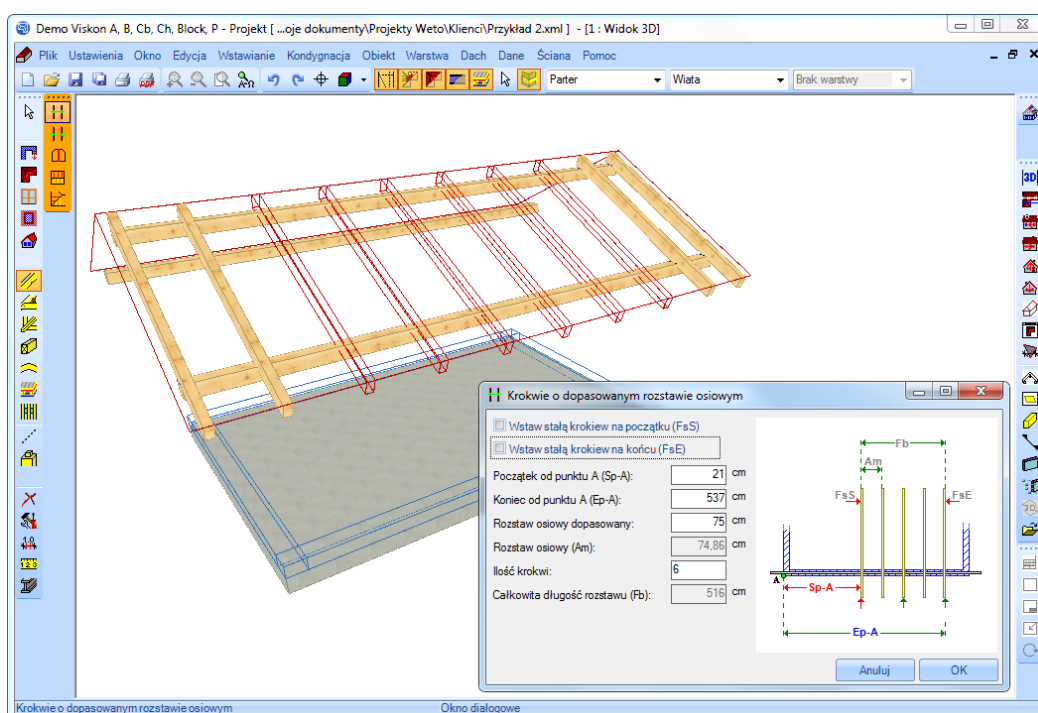 Demo Viskon A, B, Cb, Ch, Block, P - Projekt [ ...oje dokumenty\Projekty Weto\Klienci\Przykład 2.xml ] - [1 : Widok 3D]
Plik Ustawienia Okno Edycja Wstawianie Kondygnacja Obiekt Warstwa Dach Dane Ściana Pomoc
Parter Wiata Brak warstwy
3D
Krokwie o dopasowanym rozstawie osiowym
Wstaw stałą krokiew na początku (FsS)
Wstaw stałą krokiew na końcu (FsE)
Początek od punktu A (Sp-A): 21 cm
Koniec od punktu A (Ep-A): 537 cm
Rozstaw osiowy dopasowany: 75 cm
Rozstaw osiowy (Am): 74,86 cm
Ilość krokwi: 6
Całkowita długość rozstawu (Fb): 516 cm
Fb
Am
FsS FsE
A
Sp-A
Ep-A
Anuluj OK
Krokwie o dopasowanym rozstawie osiowym Okno dialogowe